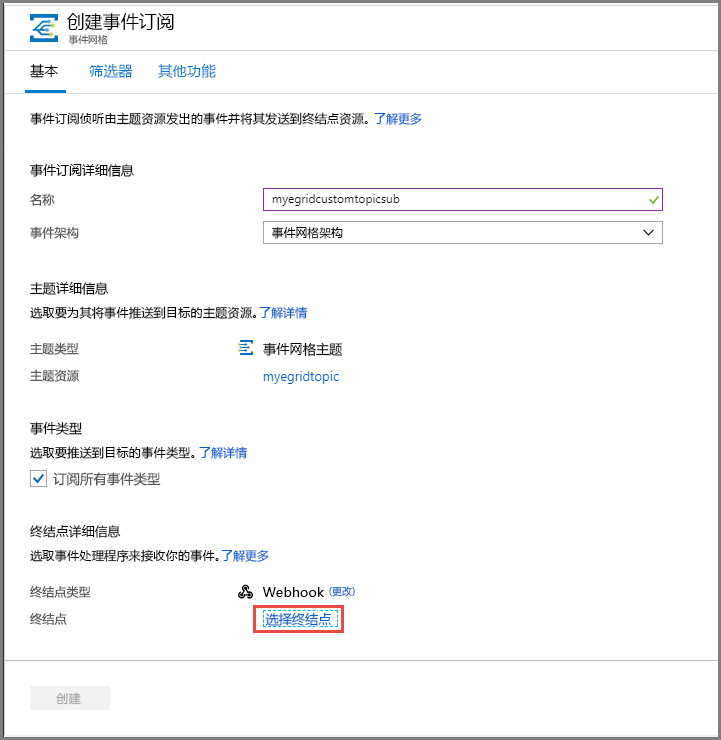 创建事件订阅
事件网格
基本 筛选器 其他功能
事件订阅侦听由主题资源发出的事件并将其发送到终结点资源。了解更多
事件订阅详细信息
名称 myegridcustomtopicsub
事件架构 事件网格架构
主题详细信息
选取要为其将事件推送到目标的主题资源。了解详情
主题类型 事件网格主题
主题资源 myegridtopic
事件类型
选取要推送到目标的事件类型。了解详情
订阅所有事件类型
终结点详细信息
选取事件处理程序来接收你的事件。了解更多
终结点类型 Webhook (更改)
终结点 选择终结点
创建